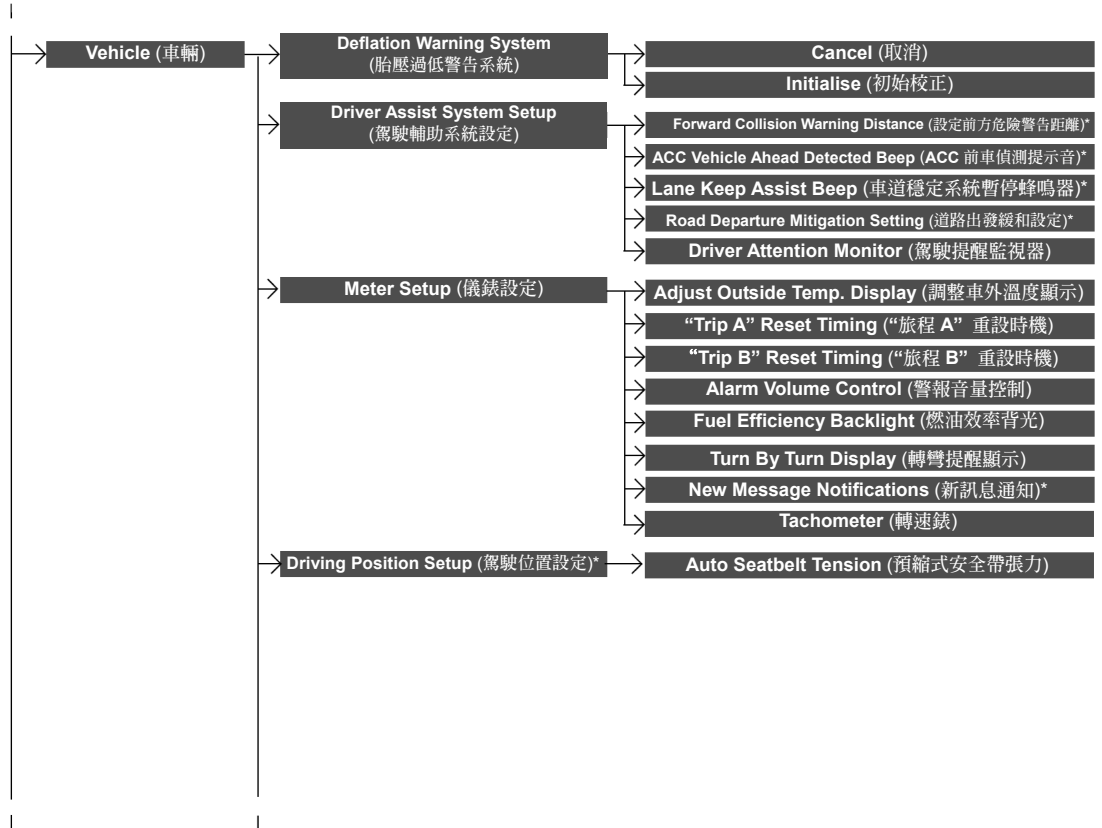 Vehicle (車輛)
Deflation Warning System
(胎壓過低警告系統)
Cancel (取消)
Initialise (初始校正)
Driver Assist System Setup
(駕駛輔助系統設定)
Forward Collision Warning Distance (設定前方危險警告距離)*
ACC Vehicle Ahead Detected Beep (ACC 前車偵測提示音)*
Lane Keep Assist Beep (車道穩定系統暫停蜂鳴器)*
Road Departure Mitigation Setting (道路出發緩和設定)*
Driver Attention Monitor (駕駛提醒監視器)
Meter Setup (儀錶設定)
Adjust Outside Temp. Display (調整車外溫度顯示)
“Trip A” Reset Timing (“旅程 A” 重設時機)
“Trip B” Reset Timing (“旅程 B” 重設時機)
Alarm Volume Control (警報音量控制)
Fuel Efficiency Backlight (燃油效率背光)
Turn By Turn Display (轉彎提醒顯示)
New Message Notifications (新訊息通知)*
Tachometer (轉速錶)
Driving Position Setup (駕駛位置設定)*
Auto Seatbelt Tension (預縮式安全帶張力)